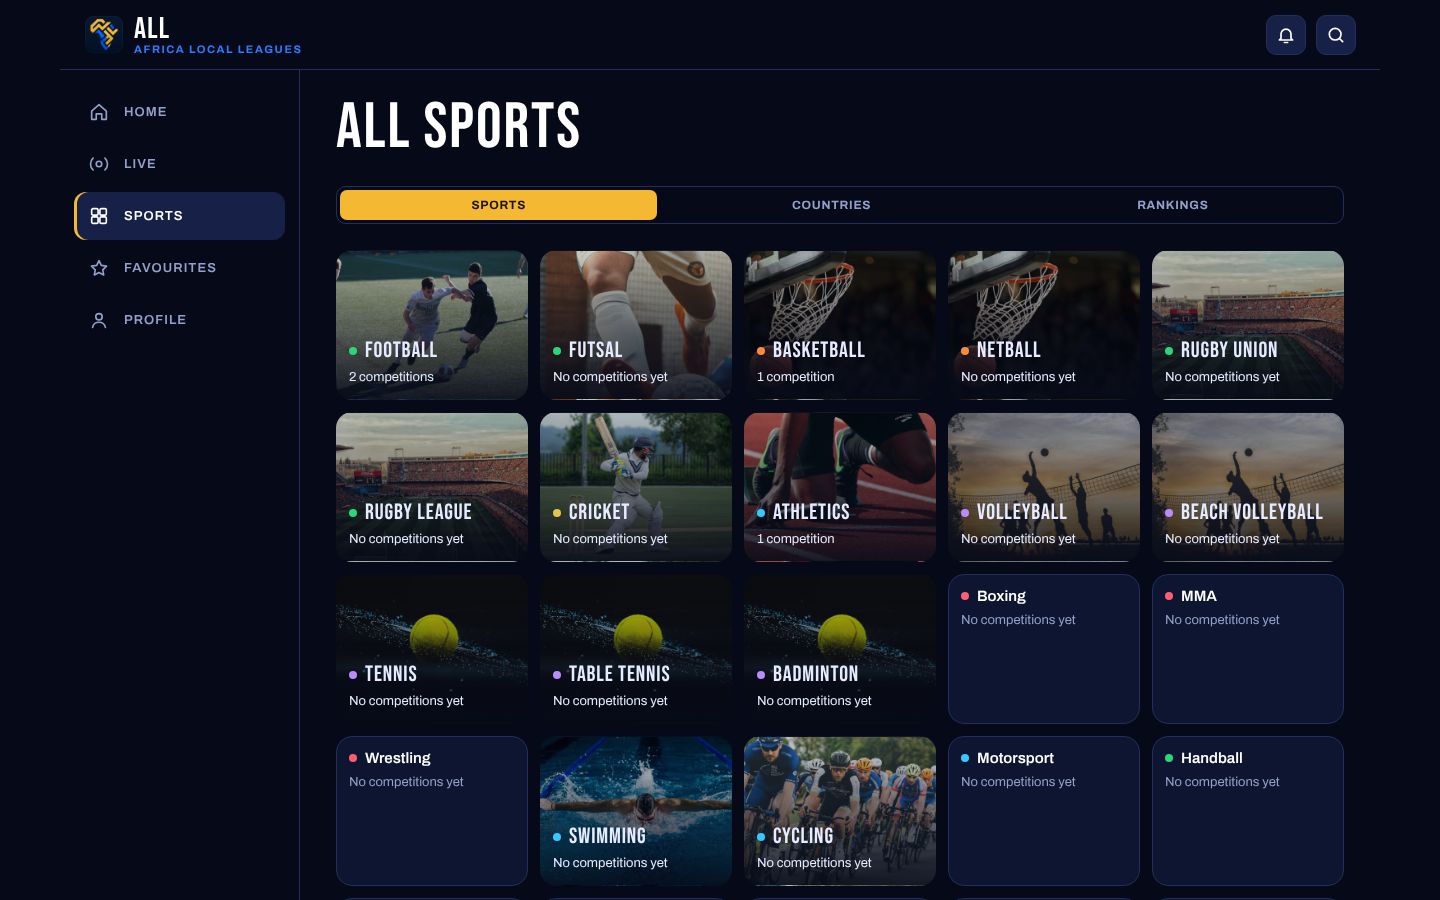 ALL
AFRICA LOCAL LEAGUES
HOME
LIVE
SPORTS
FAVOURITES
PROFILE
ALL SPORTS
SPORTS
COUNTRIES
RANKINGS
FOOTBALL
2 competitions
FUTSAL
No competitions yet
BASKETBALL
1 competition
NETBALL
No competitions yet
RUGBY UNION
No competitions yet
RUGBY LEAGUE
No competitions yet
CRICKET
No competitions yet
ATHLETICS
1 competition
VOLLEYBALL
No competitions yet
BEACH VOLLEYBALL
No competitions yet
TENNIS
No competitions yet
TABLE TENNIS
No competitions yet
BADMINTON
No competitions yet
Boxing
No competitions yet
MMA
No competitions yet
Wrestling
No competitions yet
SWIMMING
No competitions yet
CYCLING
No competitions yet
Motorsport
No competitions yet
Handball
No competitions yet